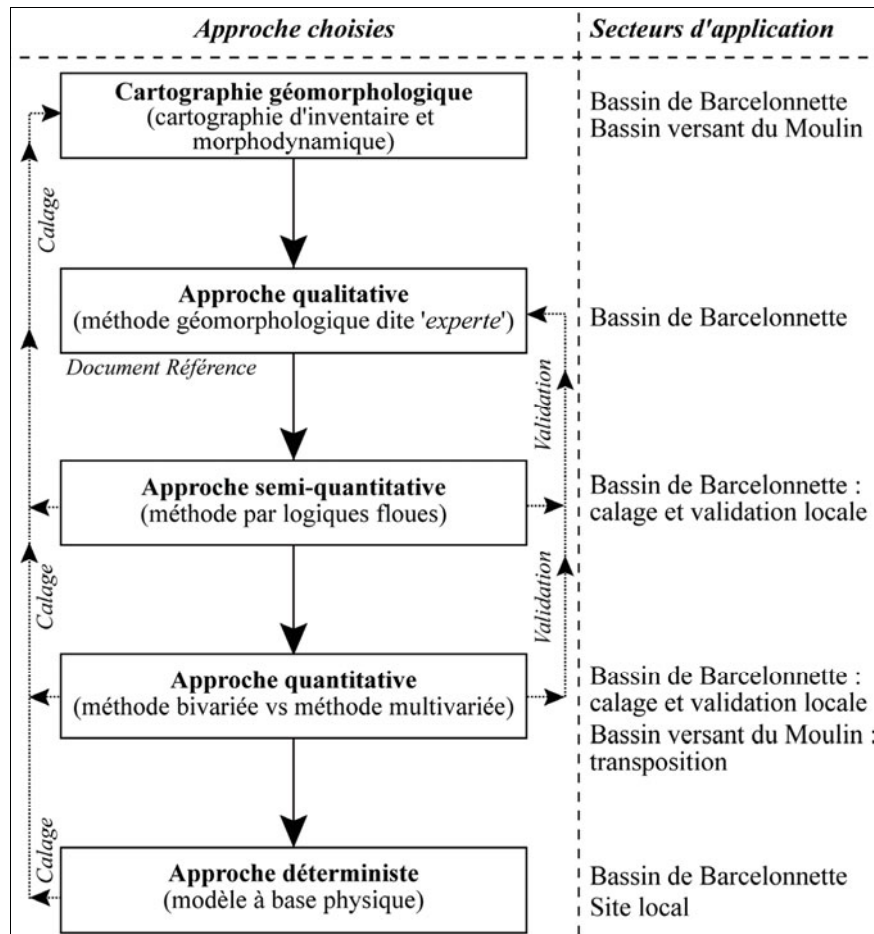 Approche choisies
Secteurs d'application
Cartographie géomorphologique
(cartographie d'inventaire et
morphodynamique)
Bassin de Barcelonnette
Bassin versant du Moulin
Calage
Approche qualitative
(méthode géomorphologique dite 'experte')
Bassin de Barcelonnette
Document Référence
Validation
Approche semi-quantitative
(méthode par logiques floues)
Bassin de Barcelonnette :
calage et validation locale
Calage
Validation
Approche quantitative
(méthode bivariée vs méthode multivariée)
Bassin de Barcelonnette :
calage et validation locale
Bassin versant du Moulin :
transposition
Calage
Approche déterministe
(modèle à base physique)
Bassin de Barcelonnette
Site local